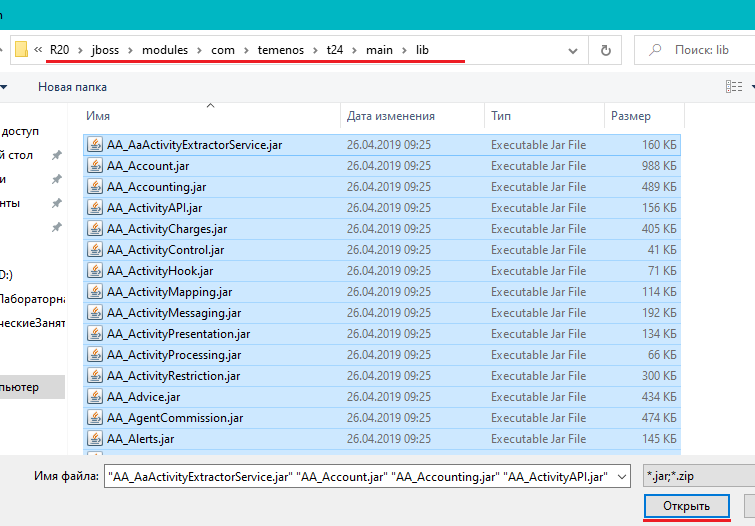 « R20 › jboss › modules › com › temenos › t24 › main › lib
Поиск: lib
Новая папка
Имя Дата изменения Тип Размер
AA_AaActivityExtractorService.jar 26.04.2019 09:25 Executable Jar File 160 КБ
доступ
AA_Account.jar 26.04.2019 09:25 Executable Jar File 988 КБ
й стол
AA_Accounting.jar 26.04.2019 09:25 Executable Jar File 489 КБ
и
AA_ActivityAPI.jar 26.04.2019 09:25 Executable Jar File 156 КБ
нты
AA_ActivityCharges.jar 26.04.2019 09:25 Executable Jar File 405 КБ
AA_ActivityControl.jar 26.04.2019 09:25 Executable Jar File 41 КБ
AA_ActivityHook.jar 26.04.2019 09:25 Executable Jar File 71 КБ
D:)
AA_ActivityMapping.jar 26.04.2019 09:25 Executable Jar File 114 КБ
Лабораторна
AA_ActivityMessaging.jar 26.04.2019 09:25 Executable Jar File 192 КБ
ческиеЗанят
AA_ActivityPresentation.jar 26.04.2019 09:25 Executable Jar File 134 КБ
AA_ActivityProcessing.jar 26.04.2019 09:25 Executable Jar File 66 КБ
AA_ActivityRestriction.jar 26.04.2019 09:25 Executable Jar File 300 КБ
пьютер
AA_Advice.jar 26.04.2019 09:25 Executable Jar File 434 КБ
AA_AgentCommission.jar 26.04.2019 09:25 Executable Jar File 474 КБ
AA_Alerts.jar 26.04.2019 09:25 Executable Jar File 145 КБ
Имя файла: "AA_AaActivityExtractorService.jar" "AA_Account.jar" "AA_Accounting.jar" "AA_ActivityAPI.jar" *.jar;*.zip
Открыть